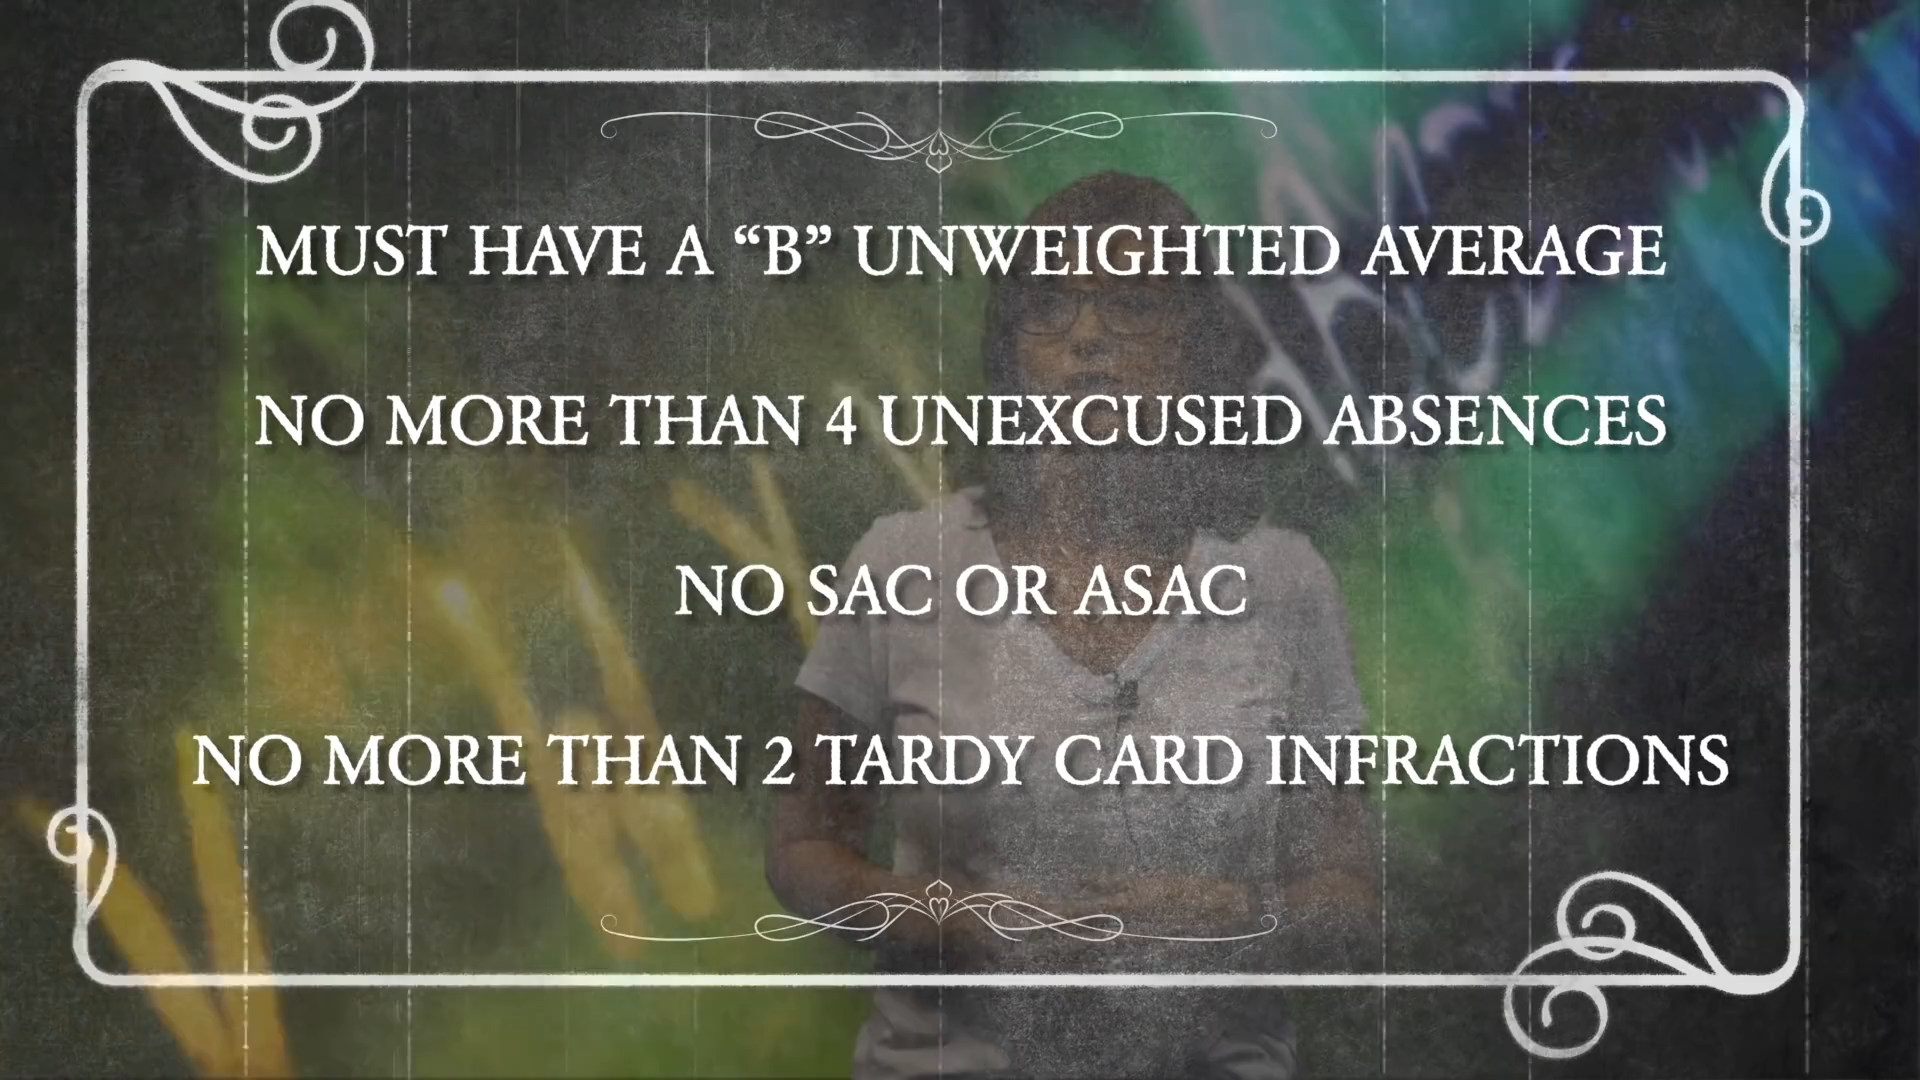 MUST HAVE A “B” UNWEIGHTED AVERAGE
NO MORE THAN 4 UNEXCUSED ABSENCES
NO SAC OR ASAC
NO MORE THAN 2 TARDY CARD INFRACTIONS